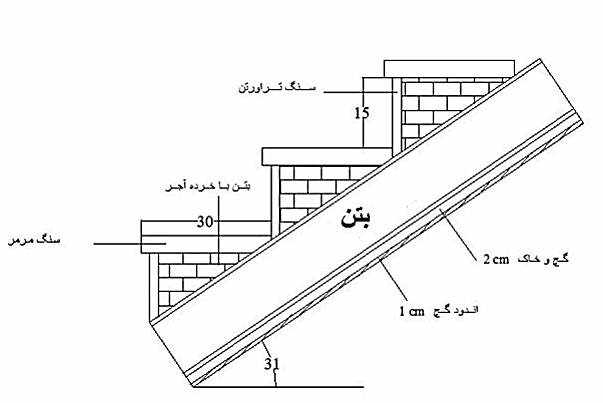 سنگ تراورتن
15
بتن با خرده آجر
30
سنگ مرمر
بتن
گچ و خاک 2 cm
اندود گچ 1 cm
31